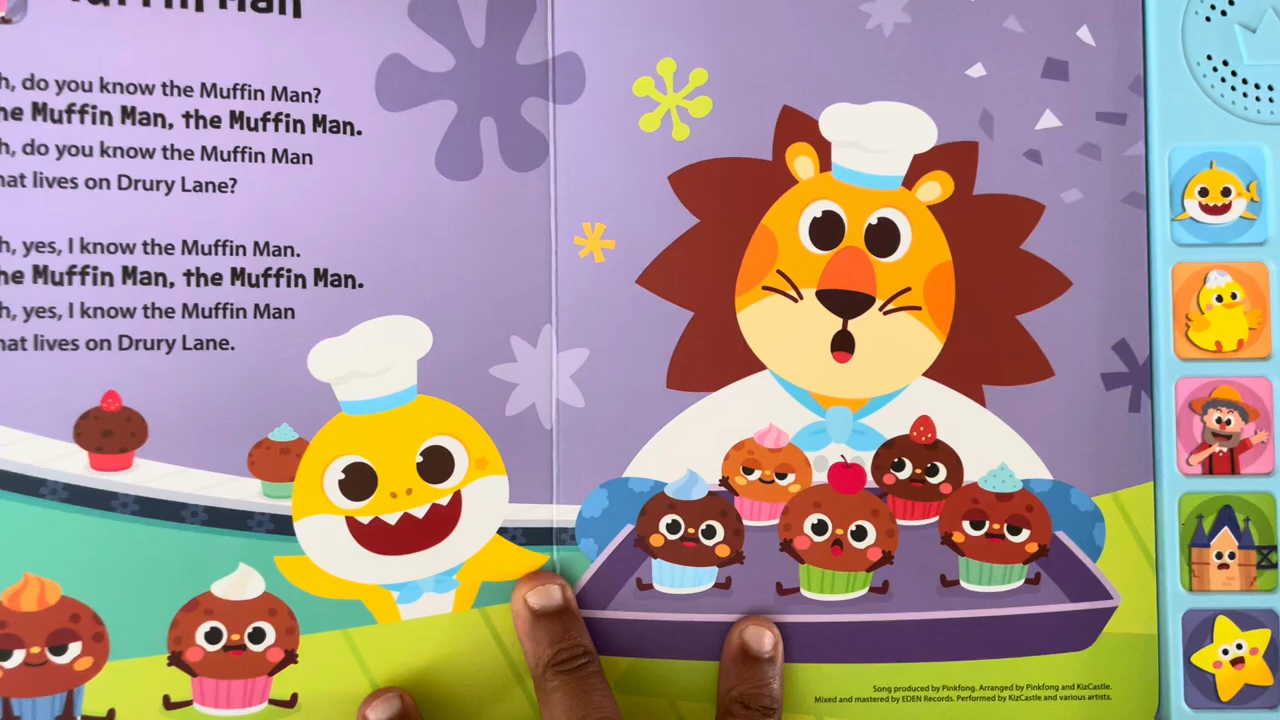 Muffin Man
h, do you know the Muffin Man?
he Muffin Man, the Muffin Man.
h, do you know the Muffin Man
hat lives on Drury Lane?
h, yes, I know the Muffin Man.
he Muffin Man, the Muffin Man.
h, yes, I know the Muffin Man
hat lives on Drury Lane.
Song produced by Pinkfong. Arranged by Pinkfong and KizCastle.
Mixed and mastered by EDEN Records. Performed by KizCastle and various artists.